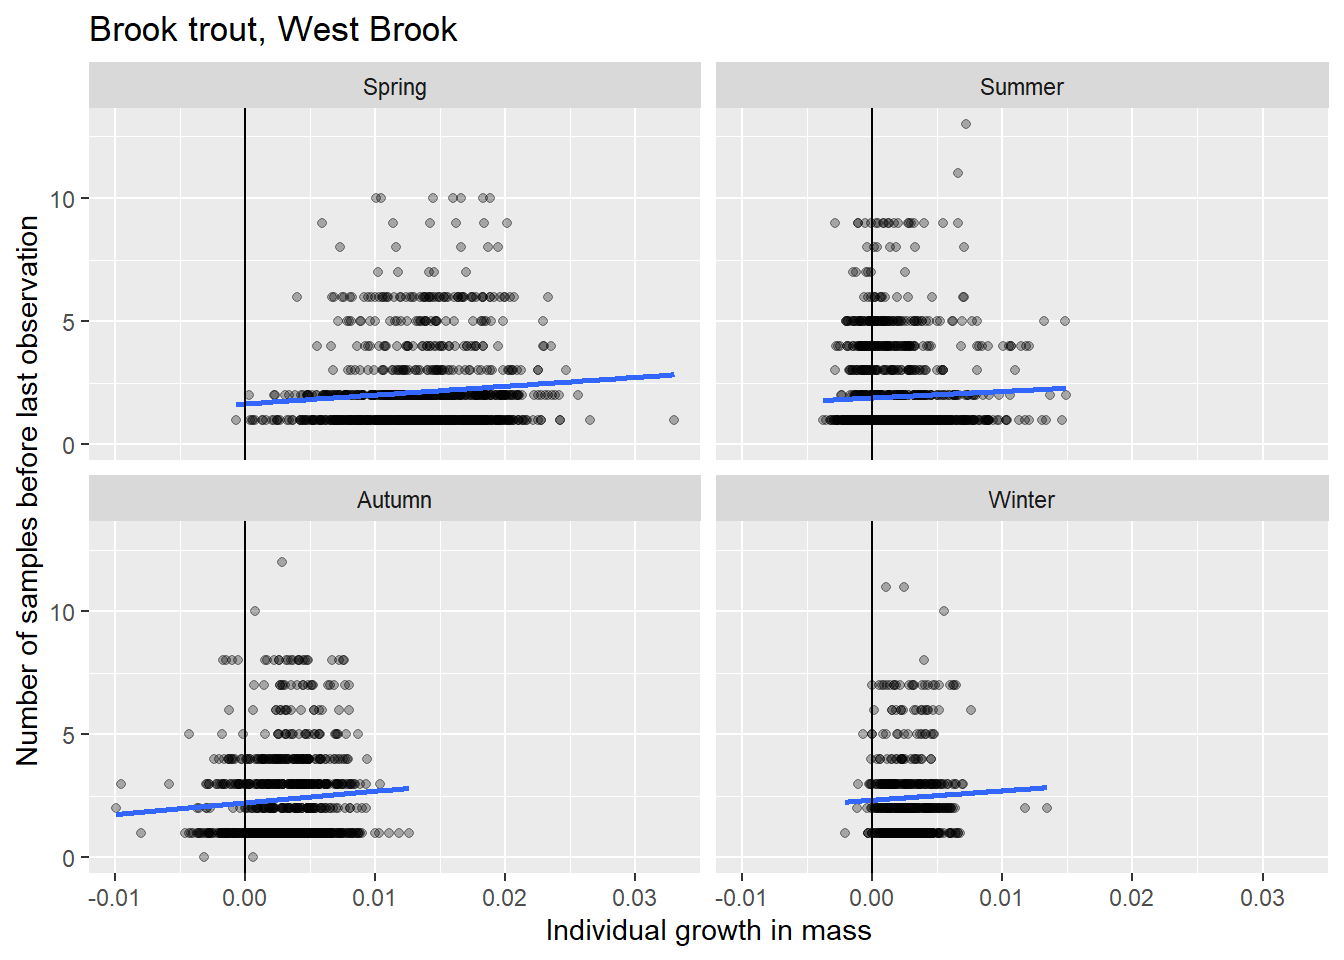 Brook trout, West Brook
Spring
Summer
10
5
0
Autumn
Winter
10
5
0
-0.01 0.00 0.01 0.02 0.03
-0.01 0.00 0.01 0.02 0.03
Individual growth in mass
Number of samples before last observation